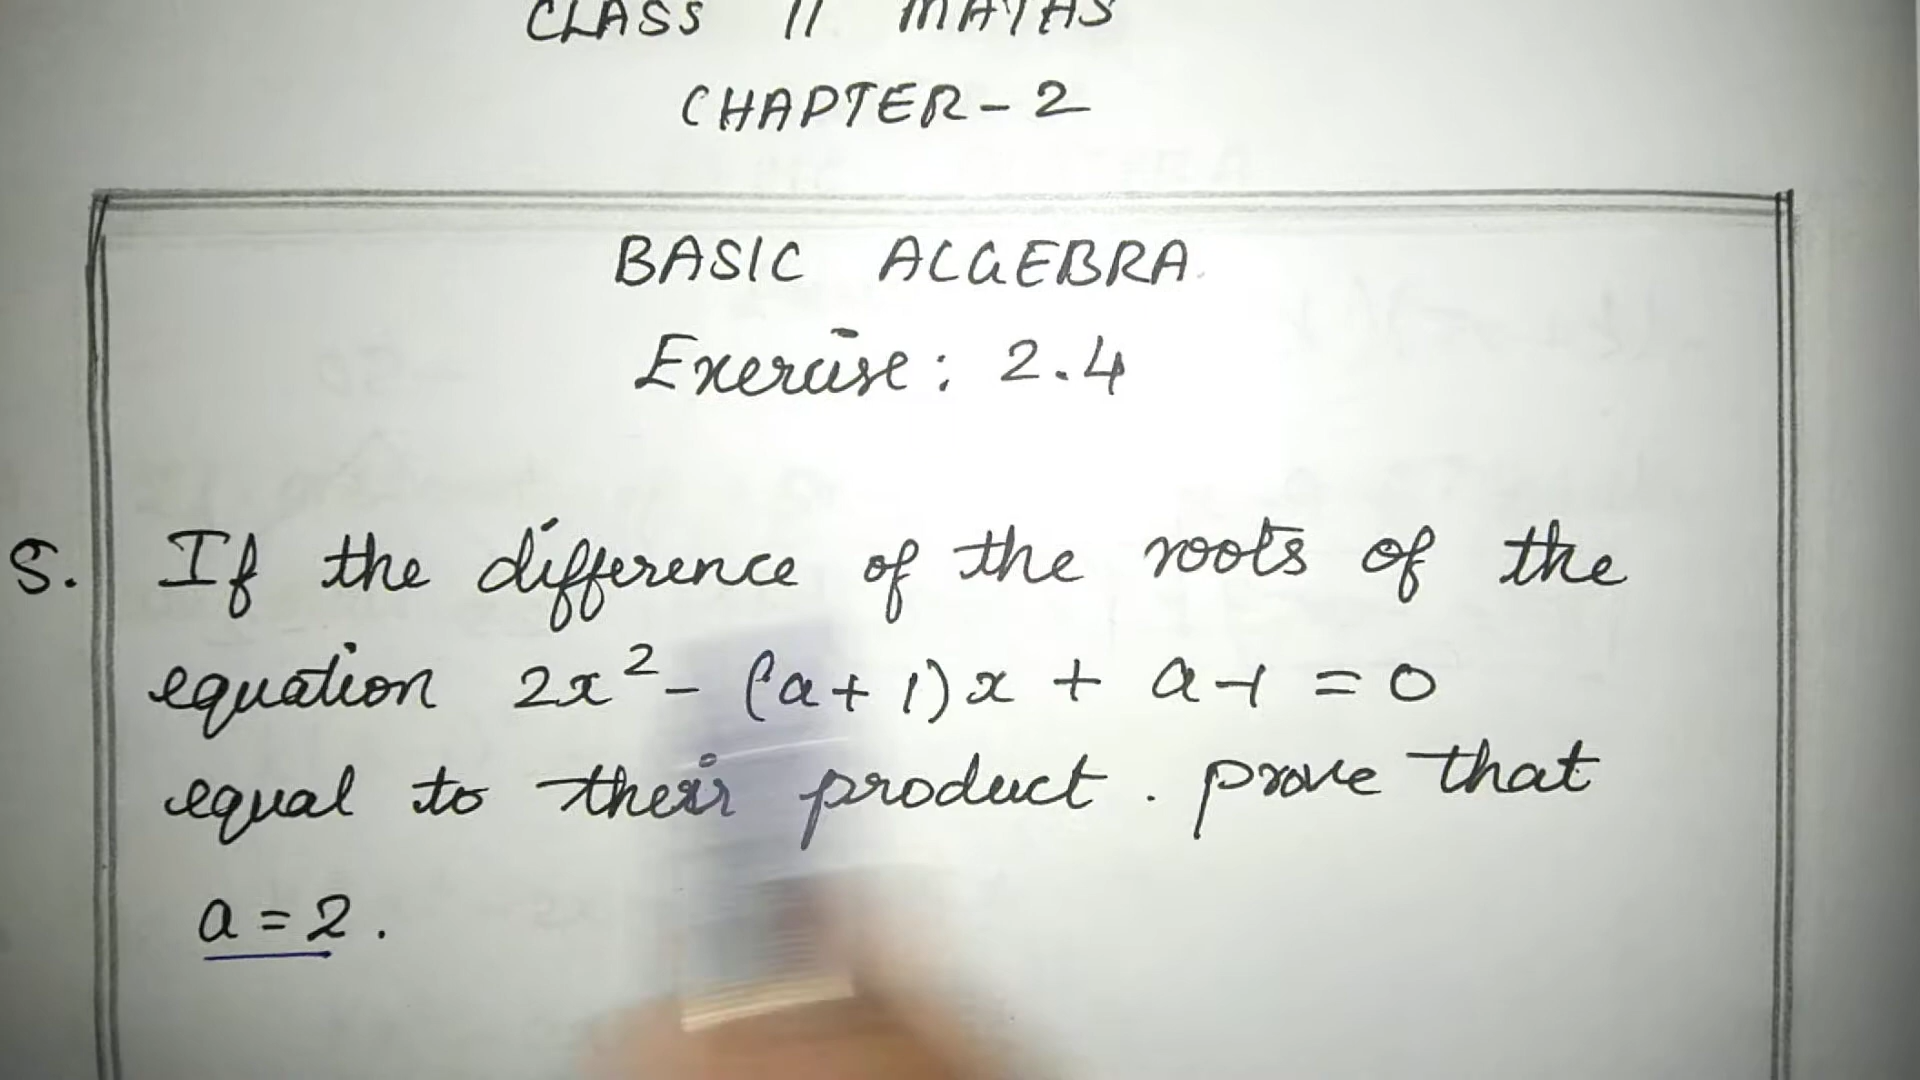 CLASS 11 MATHS
CHAPTER-2
BASIC ALGEBRA
Exercise: 2.4
5. If the difference of the roots of the
equation 2x² - (a+1)x + a-1 = 0
equal to their product. prove that
a = 2.